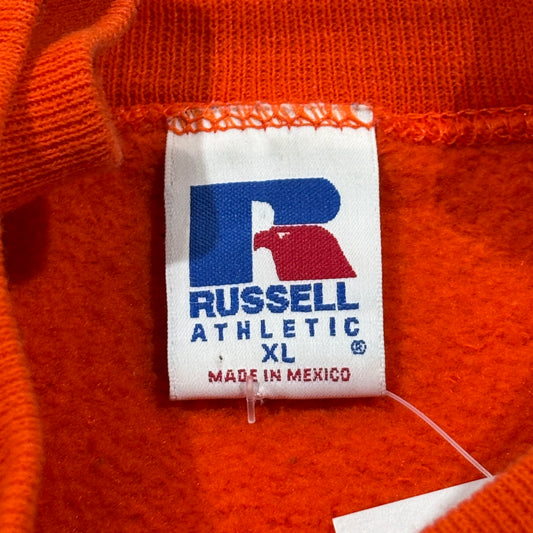 RUSSELL
ATHLETIC
XL ®
MADE IN MEXICO